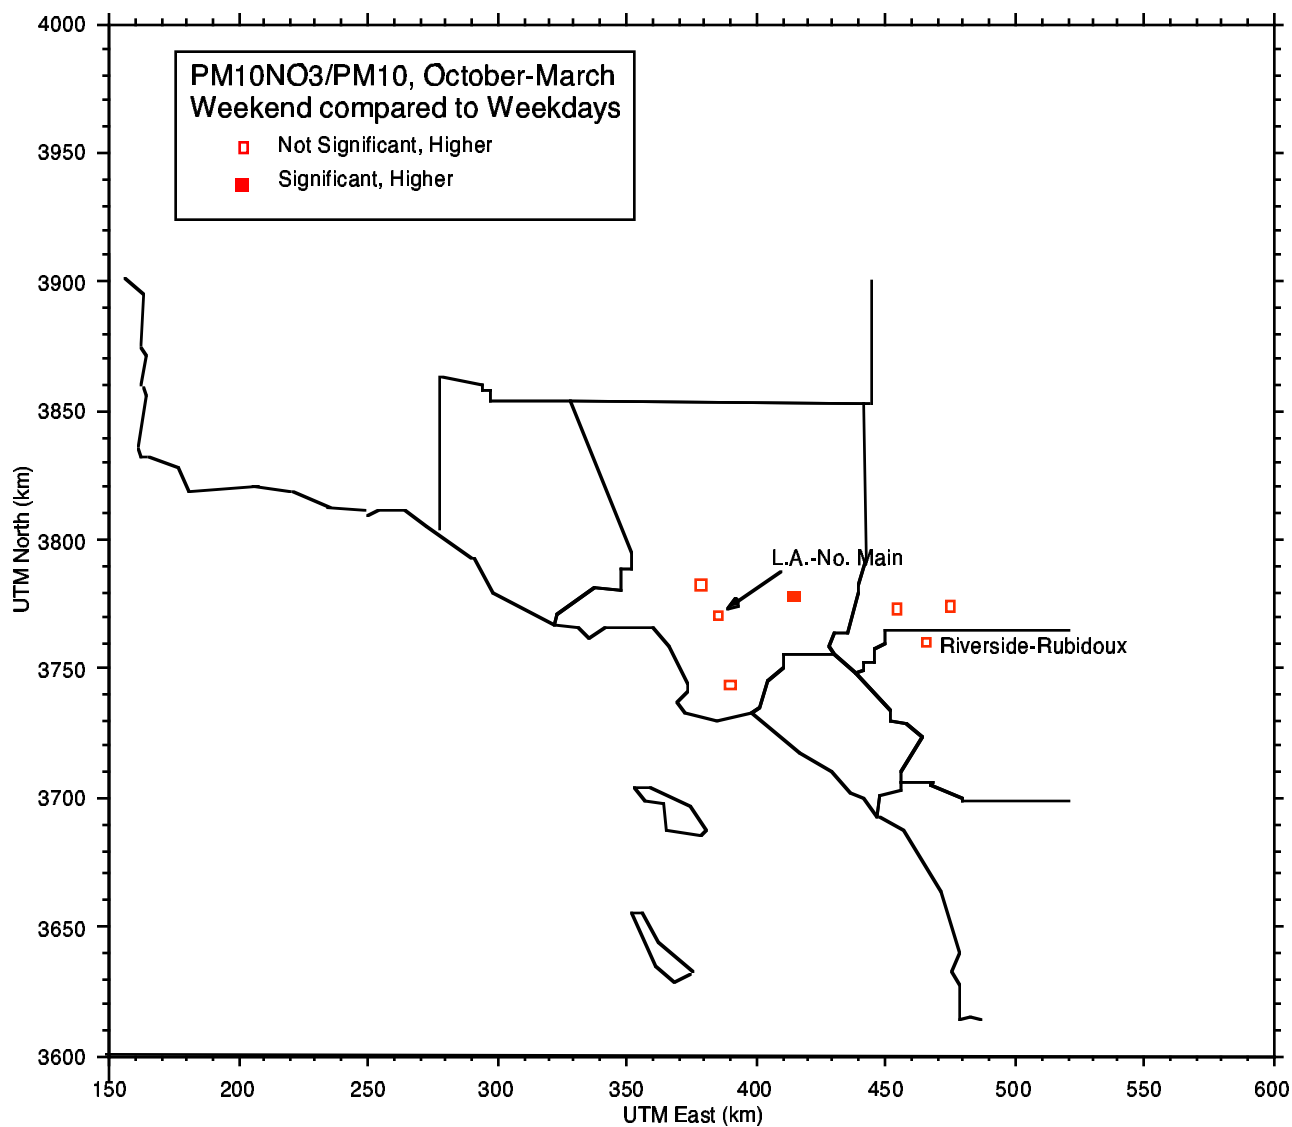 PM10NO3/PM10, October-March
Weekend compared to Weekdays
Not Significant, Higher
Significant, Higher
4000
3950
3900
3850
3800
3750
3700
3650
3600
UTM North (km)
L.A.-No. Main
Riverside-Rubidoux
150 200 250 300 350 400 450 500 550 600
UTM East (km)